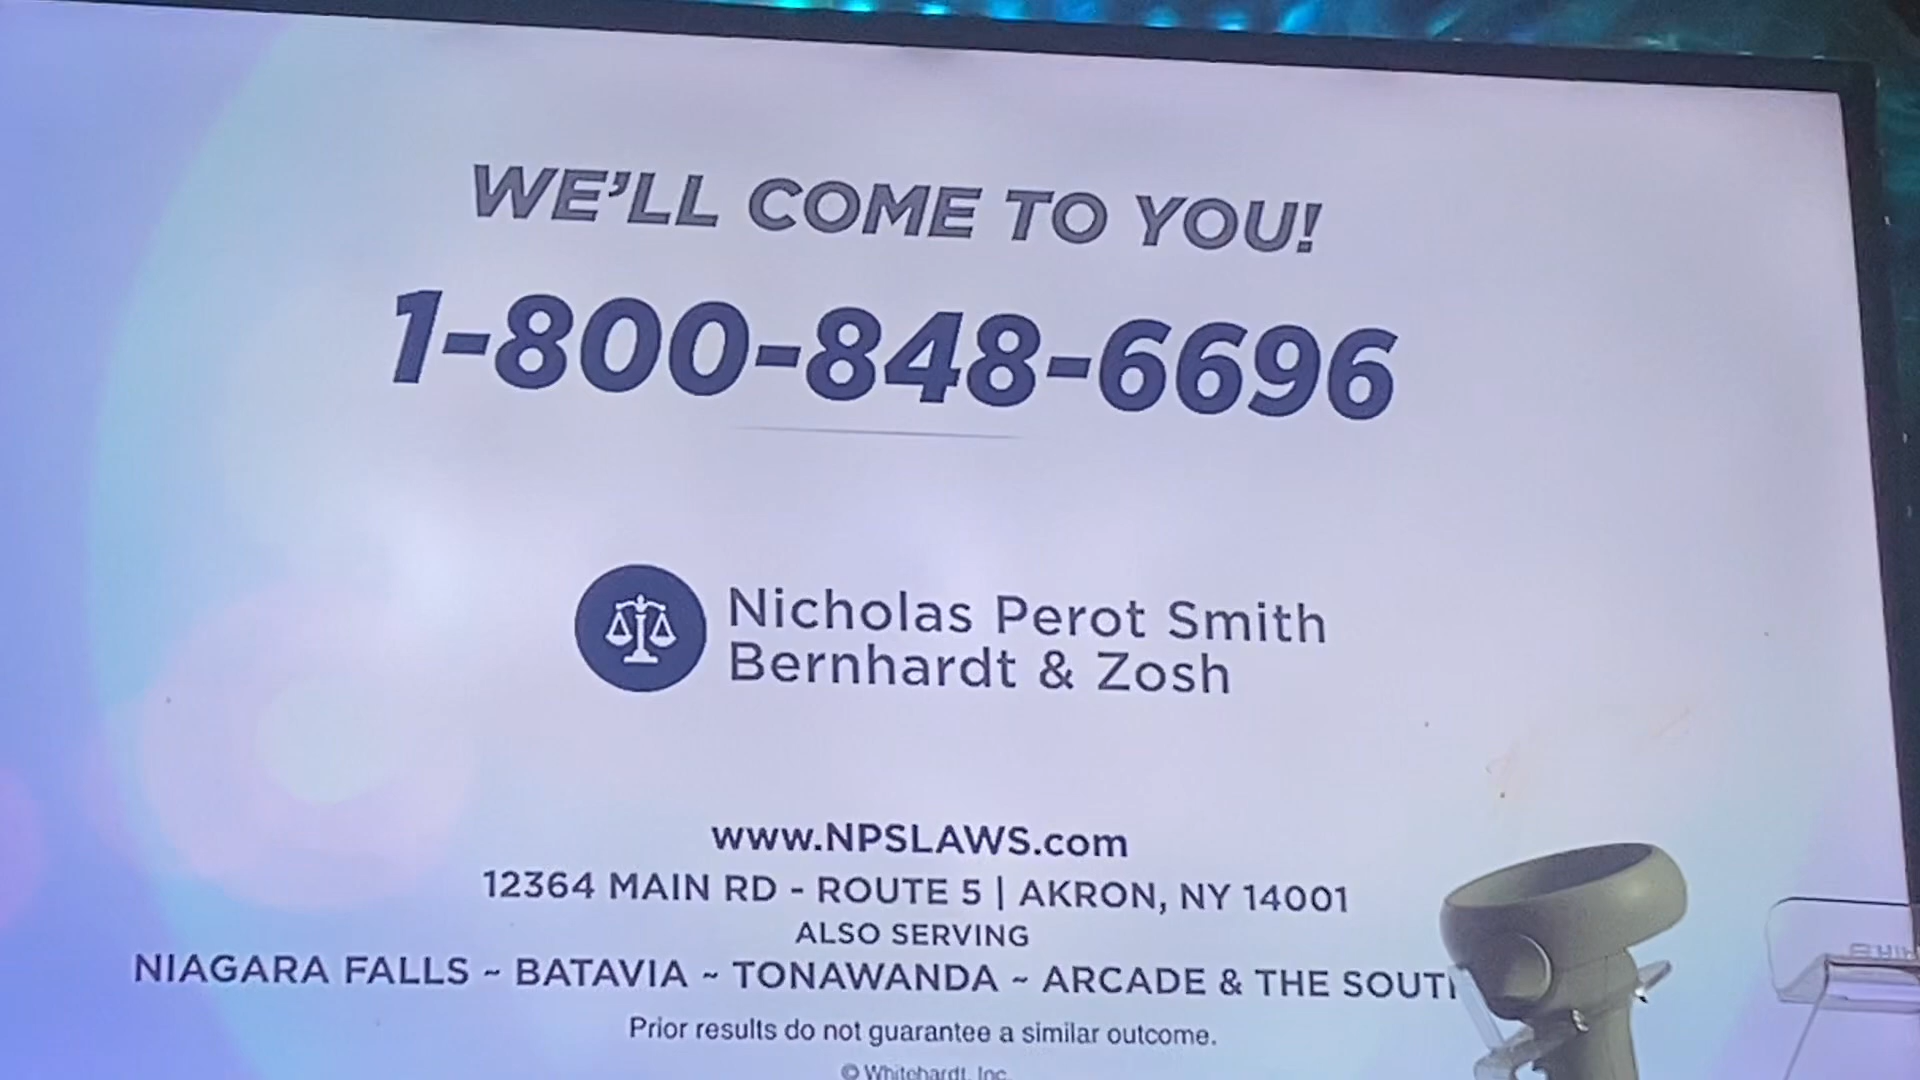 WE'LL COME TO YOU!
1-800-848-6696
Nicholas Perot Smith
Bernhardt & Zosh
www.NPSLAWS.com
12364 MAIN RD - ROUTE 5 | AKRON, NY 14001
ALSO SERVING
NIAGARA FALLS ~ BATAVIA ~ TONAWANDA ~ ARCADE & THE
Prior results do not guarantee a similar outcome.
© Whitehardt, Inc.